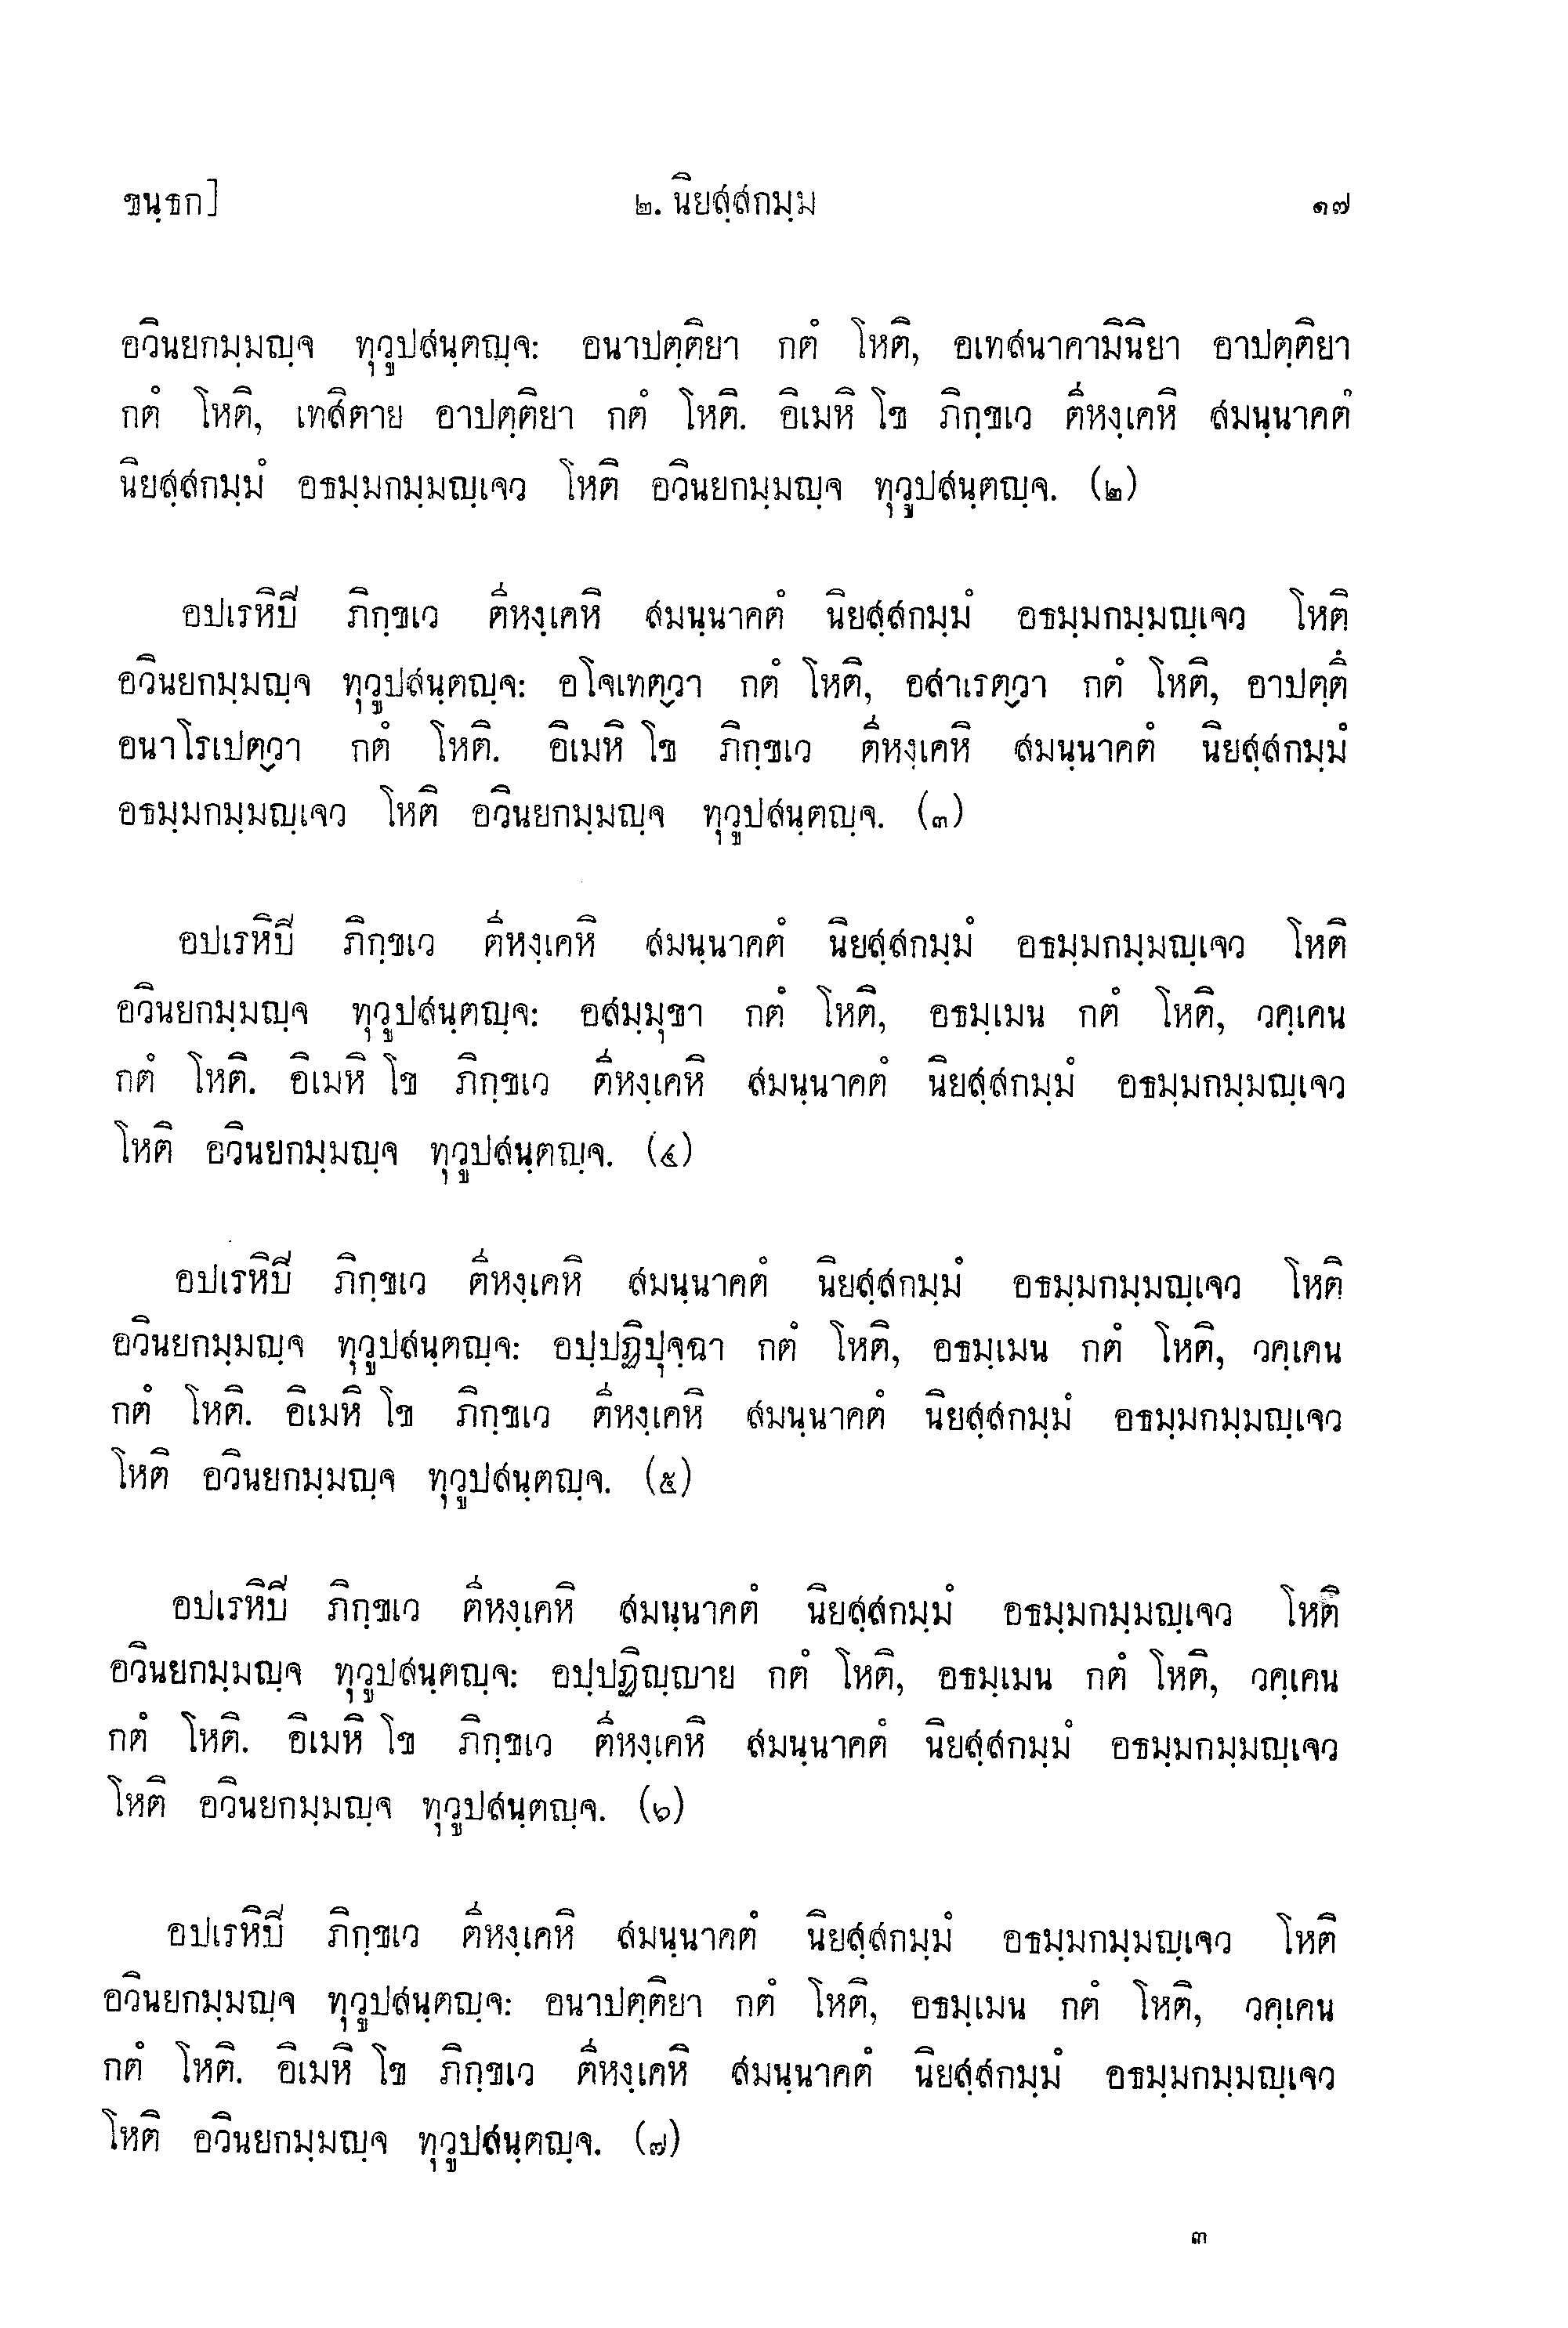 ขนฺธก]  ๒. นิยสฺสกมฺม  ๑๗
อวินยกมฺมญฺจ ทุวูปสนฺตญฺจ: อนาปตฺติยา กตํ โหติ, อเทสนาคามินิยา อาปตฺติยา
กตํ โหติ, เทสิตาย อาปตฺติยา กตํ โหติ. อิเมหิ โข ภิกฺขเว ตีหงฺเคหิ สมนฺนาคตํ
นิยสฺสกมฺมํ อธมฺมกมฺมญฺเจว โหติ อวินยกมฺมญฺจ ทุวูปสนฺตญฺจ. (๒)
อปเรหิปี ภิกฺขเว ตีหงฺเคหิ สมนฺนาคตํ นิยสฺสกมฺมํ อธมฺมกมฺมญฺเจว โหติ
อวินยกมฺมญฺจ ทุวูปสนฺตญฺจ: อโจเทตฺวา กตํ โหติ, อสาเรตฺวา กตํ โหติ, อาปตฺตึ
อนาโรเปตฺวา กตํ โหติ. อิเมหิ โข ภิกฺขเว ตีหงฺเคหิ สมนฺนาคตํ นิยสฺสกมฺมํ
อธมฺมกมฺมญฺเจว โหติ อวินยกมฺมญฺจ ทุวูปสนฺตญฺจ. (๓)
อปเรหิปี ภิกฺขเว ตีหงฺเคหิ สมนฺนาคตํ นิยสฺสกมฺมํ อธมฺมกมฺมญฺเจว โหติ
อวินยกมฺมญฺจ ทุวูปสนฺตญฺจ: อสมฺมุขา กตํ โหติ, อธมฺเมน กตํ โหติ, วคฺเคน
กตํ โหติ. อิเมหิ โข ภิกฺขเว ตีหงฺเคหิ สมนฺนาคตํ นิยสฺสกมฺมํ อธมฺมกมฺมญฺเจว
โหติ อวินยกมฺมญฺจ ทุวูปสนฺตญฺจ. (๔)
อปเรหิปี ภิกฺขเว ตีหงฺเคหิ สมนฺนาคตํ นิยสฺสกมฺมํ อธมฺมกมฺมญฺเจว โหติ
อวินยกมฺมญฺจ ทุวูปสนฺตญฺจ: อปฺปฏิปุจฺฉา กตํ โหติ, อธมฺเมน กตํ โหติ, วคฺเคน
กตํ โหติ. อิเมหิ โข ภิกฺขเว ตีหงฺเคหิ สมนฺนาคตํ นิยสฺสกมฺมํ อธมฺมกมฺมญฺเจว
โหติ อวินยกมฺมญฺจ ทุวูปสนฺตญฺจ. (๕)
อปเรหิปี ภิกฺขเว ตีหงฺเคหิ สมนฺนาคตํ นิยสฺสกมฺมํ อธมฺมกมฺมญฺเจว โหติ
อวินยกมฺมญฺจ ทุวูปสนฺตญฺจ: อปฺปฏิญฺญาย กตํ โหติ, อธมฺเมน กตํ โหติ, วคฺเคน
กตํ โหติ. อิเมหิ โข ภิกฺขเว ตีหงฺเคหิ สมนฺนาคตํ นิยสฺสกมฺมํ อธมฺมกมฺมญฺเจว
โหติ อวินยกมฺมญฺจ ทุวูปสนฺตญฺจ. (๖)
อปเรหิปี ภิกฺขเว ตีหงฺเคหิ สมนฺนาคตํ นิยสฺสกมฺมํ อธมฺมกมฺมญฺเจว โหติ
อวินยกมฺมญฺจ ทุวูปสนฺตญฺจ: อนาปตฺติยา กตํ โหติ, อธมฺเมน กตํ โหติ, วคฺเคน
กตํ โหติ. อิเมหิ โข ภิกฺขเว ตีหงฺเคหิ สมนฺนาคตํ นิยสฺสกมฺมํ อธมฺมกมฺมญฺเจว
โหติ อวินยกมฺมญฺจ ทุวูปสนฺตญฺจ. (๗)
๓